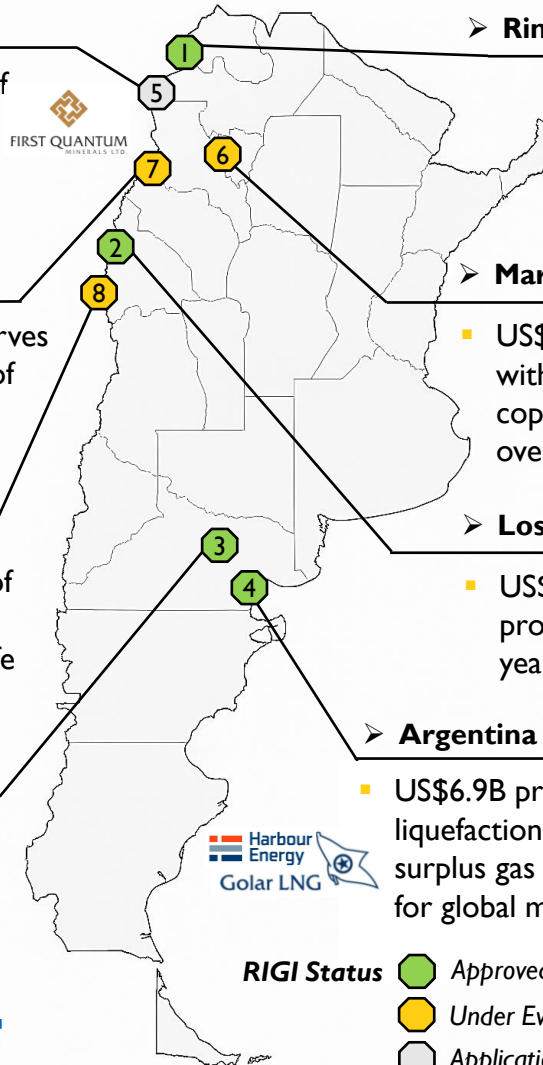 Rin
of
FIRST QUANTUM
MINERALS LTD.
1
5
7
6
2
8
Mar
US$
with
cop
ove
rves
of
Los
US$
pro
yea
of
fe
3
4
Argentina
US$6.9B pr
liquefaction
surplus gas
for global m
Harbour
Energy
Golar LNG
RIGI Status
Approved
Under Ev
Applicatio